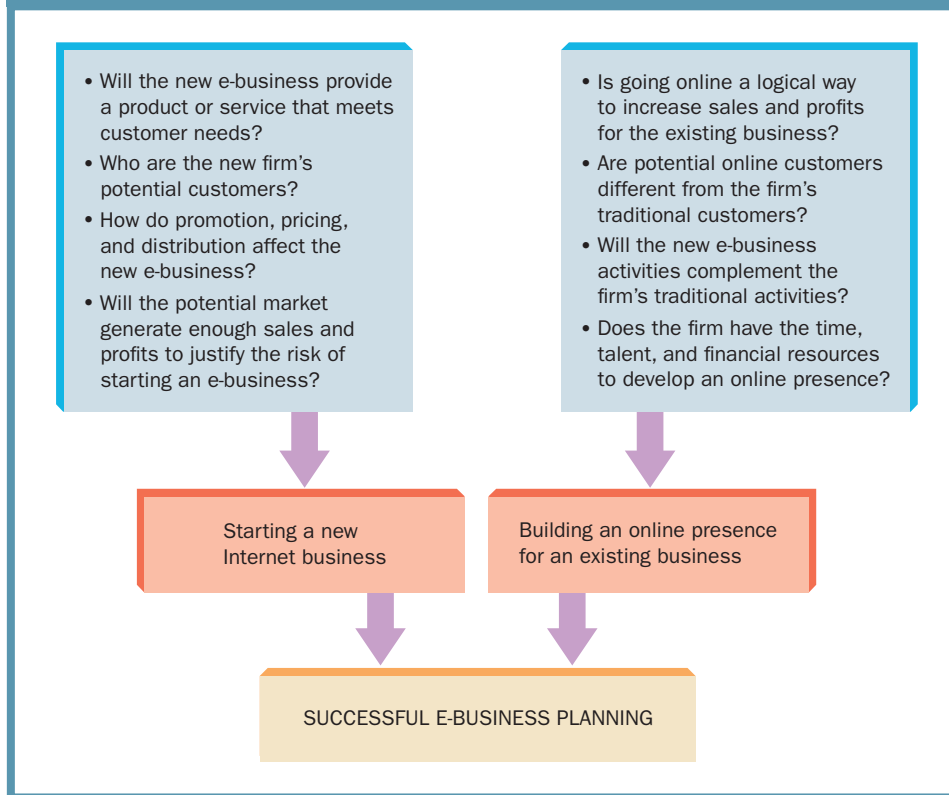 • Will the new e-business provide
a product or service that meets
customer needs?
• Who are the new firm's
potential customers?
• How do promotion, pricing,
and distribution affect the
new e-business?
• Will the potential market
generate enough sales and
profits to justify the risk of
starting an e-business?
• Is going online a logical way
to increase sales and profits
for the existing business?
• Are potential online customers
different from the firm's
traditional customers?
• Will the new e-business
activities complement the
firm's traditional activities?
• Does the firm have the time,
talent, and financial resources
to develop an online presence?
Starting a new
Internet business
Building an online presence
for an existing business
SUCCESSFUL E-BUSINESS PLANNING